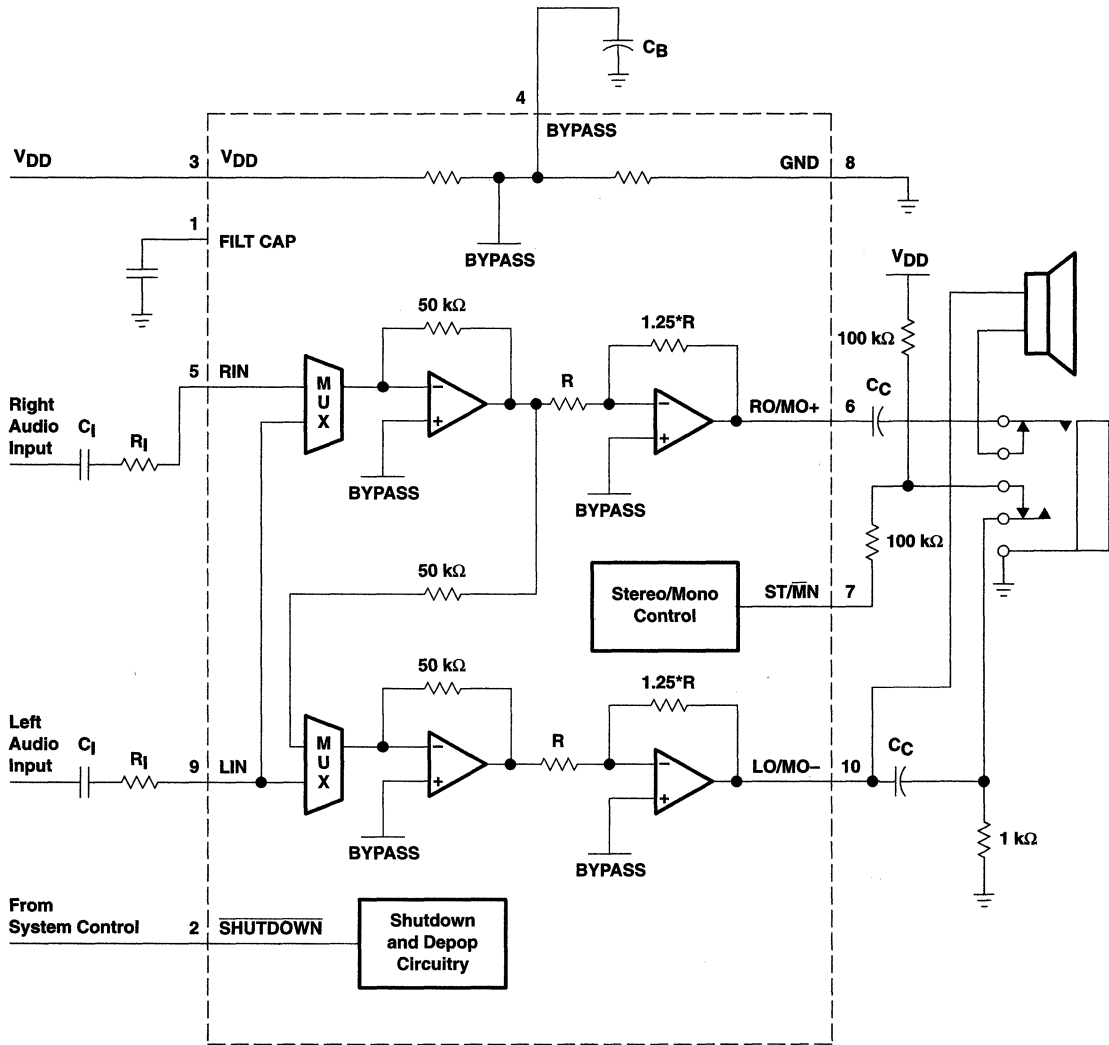 CB
4
BYPASS
VDD
3
VDD
GND
8
1
FILT CAP
BYPASS
VDD
50 kΩ
1.25*R
100 kΩ
5
RIN
MUX
R
RO/MO+
6
CC
Right
Audio
Input
CI
RI
−
+
−
+
BYPASS
BYPASS
100 kΩ
50 kΩ
Stereo/Mono
Control
ST/M̅N̅
7
50 kΩ
1.25*R
Left
Audio
Input
CI
RI
9
LIN
MUX
R
LO/MO−
10
CC
−
+
−
+
BYPASS
BYPASS
1 kΩ
From
System Control
2
S̅H̅U̅T̅D̅O̅W̅N̅
Shutdown
and Depop
Circuitry